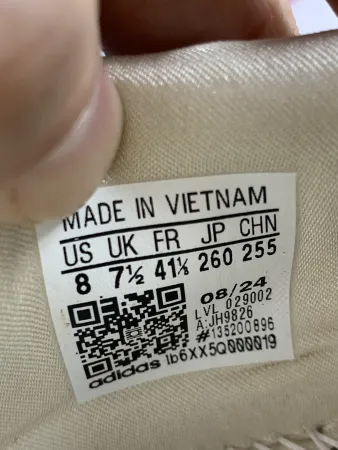 MADE IN VIETNAM
US UK FR JP CHN
8 7½ 41⅓ 260 255
08/24
LVL 029002
A:JH9826
#135200896
adidas 1b6XX5Q000019